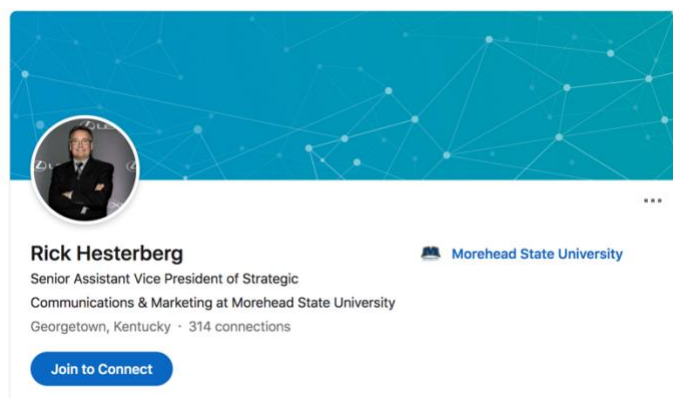 Rick Hesterberg
Morehead State University
Senior Assistant Vice President of Strategic
Communications & Marketing at Morehead State University
Georgetown, Kentucky · 314 connections
Join to Connect